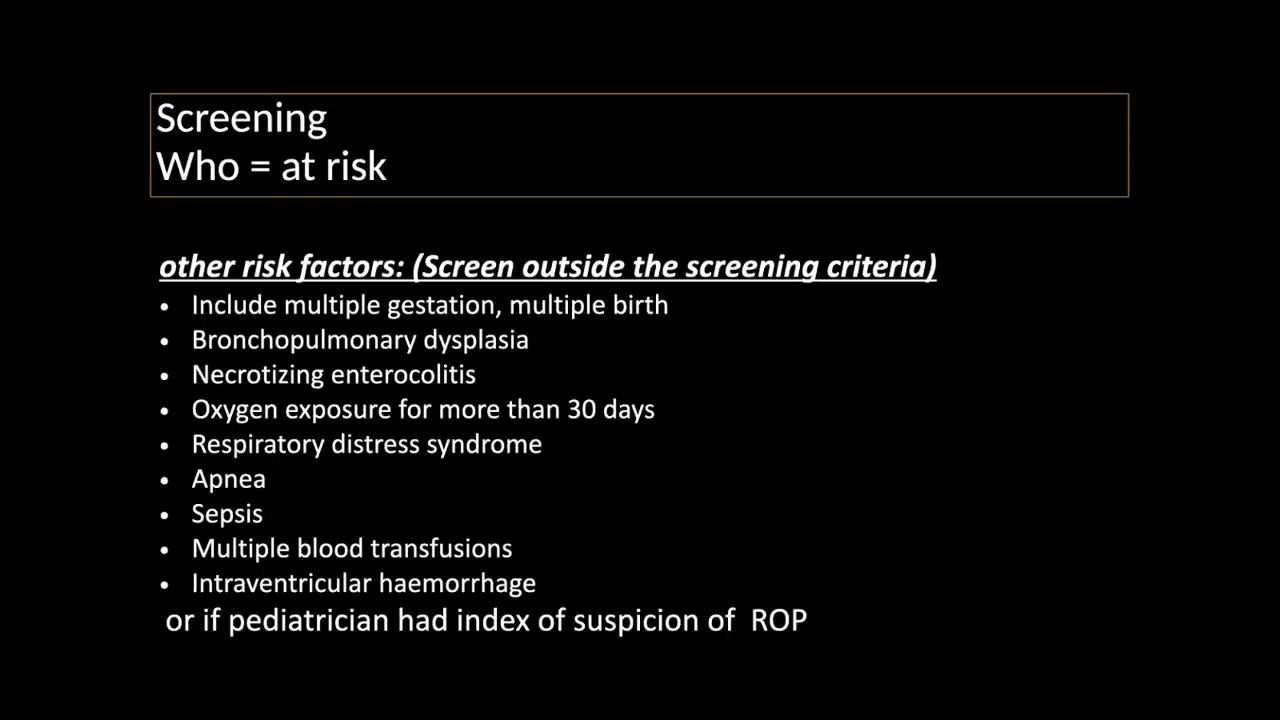 Screening
Who = at risk
other risk factors: (Screen outside the screening criteria)
• Include multiple gestation, multiple birth
• Bronchopulmonary dysplasia
• Necrotizing enterocolitis
• Oxygen exposure for more than 30 days
• Respiratory distress syndrome
• Apnea
• Sepsis
• Multiple blood transfusions
• Intraventricular haemorrhage
or if pediatrician had index of suspicion of ROP